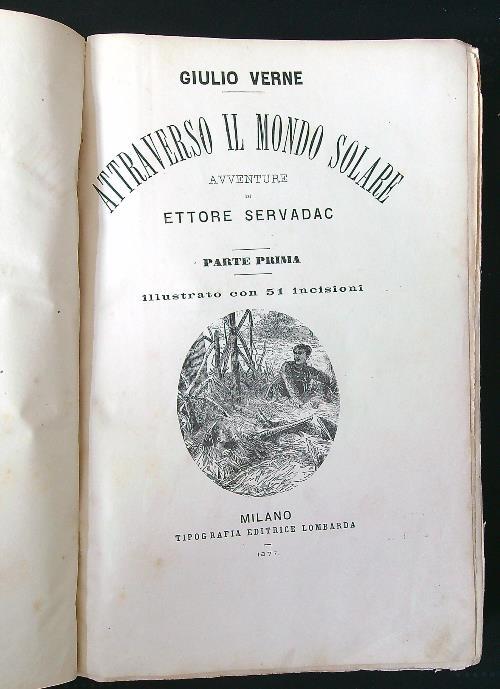 GIULIO VERNE
ATTRAVERSO IL MONDO SOLARE
AVVENTURE
DI
ETTORE SERVADAC
PARTE PRIMA
illustrato con 51 incisioni
MILANO
TIPOGRAFIA EDITRICE LOMBARDA
1877